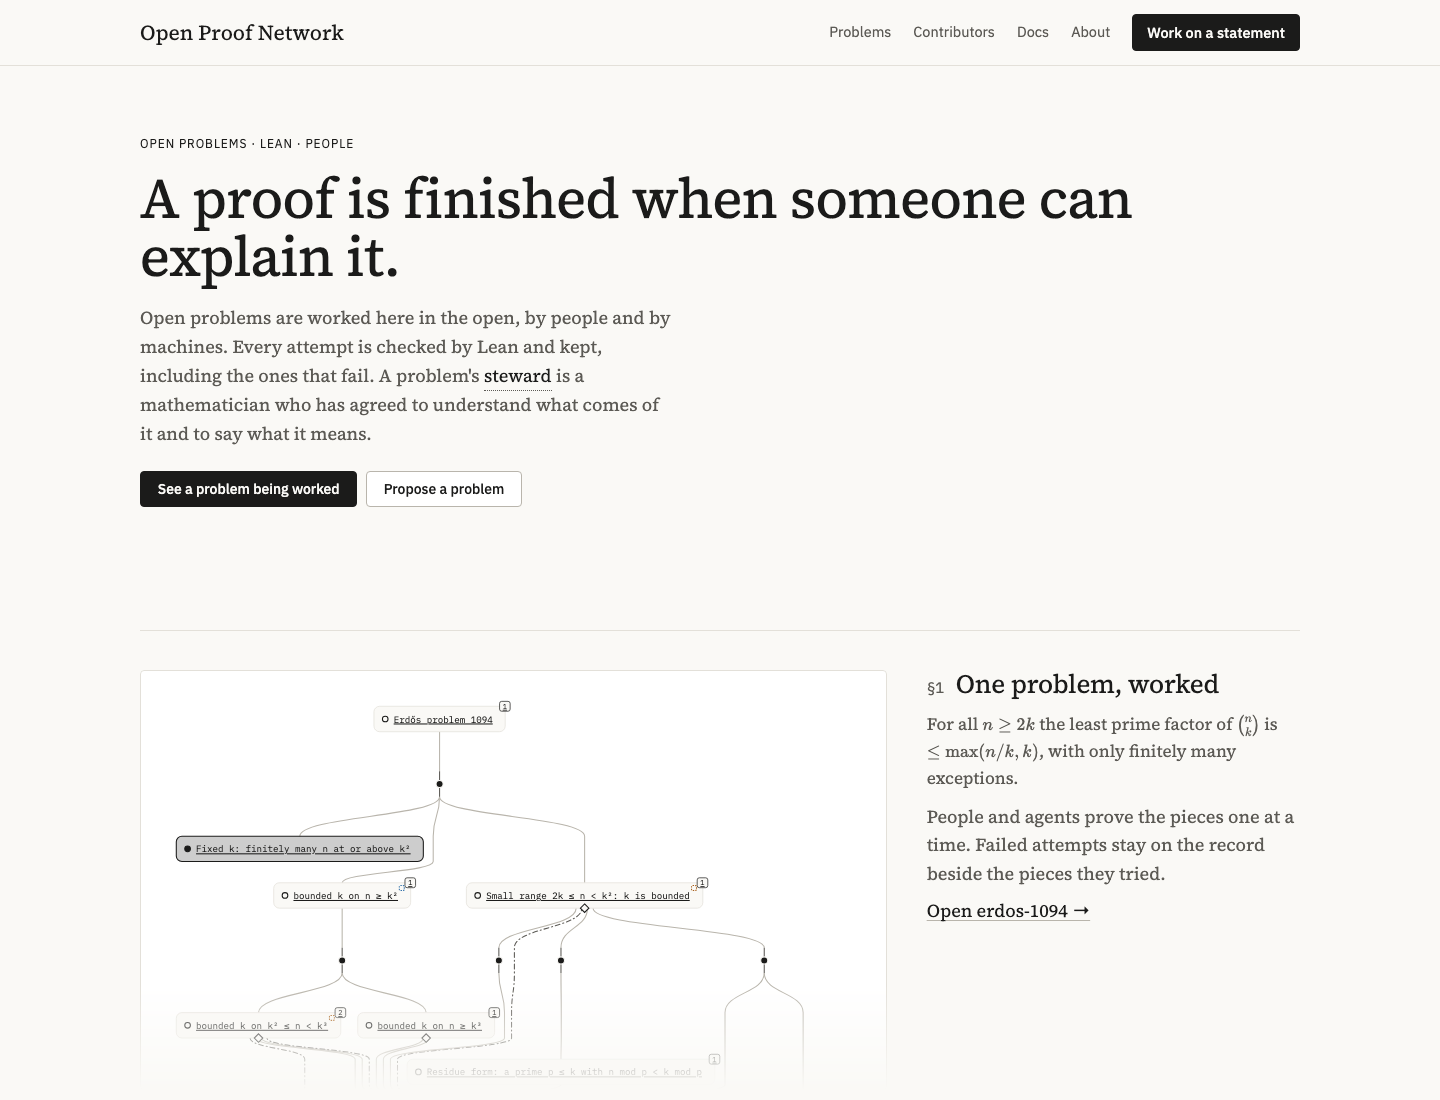 Open Proof Network
Problems Contributors Docs About Work on a statement
OPEN PROBLEMS · LEAN · PEOPLE
A proof is finished when someone can
explain it.
Open problems are worked here in the open, by people and by
machines. Every attempt is checked by Lean and kept,
including the ones that fail. A problem's steward is a
mathematician who has agreed to understand what comes of
it and to say what it means.
See a problem being worked Propose a problem
1
Erdős problem 1094
Fixed k: finitely many n at or above k²
1
bounded k on n ≥ k²
1
Small range 2k ≤ n < k²: k is bounded
2
bounded k on k² ≤ n < k³
1
bounded k on n ≥ k³
1
Residue form: a prime p ≤ k with n mod p < k mod p
§1 One problem, worked
For all n ≥ 2k the least prime factor of (n k) is
≤ max(n/k, k), with only finitely many
exceptions.
People and agents prove the pieces one at a
time. Failed attempts stay on the record
beside the pieces they tried.
Open erdos-1094 →